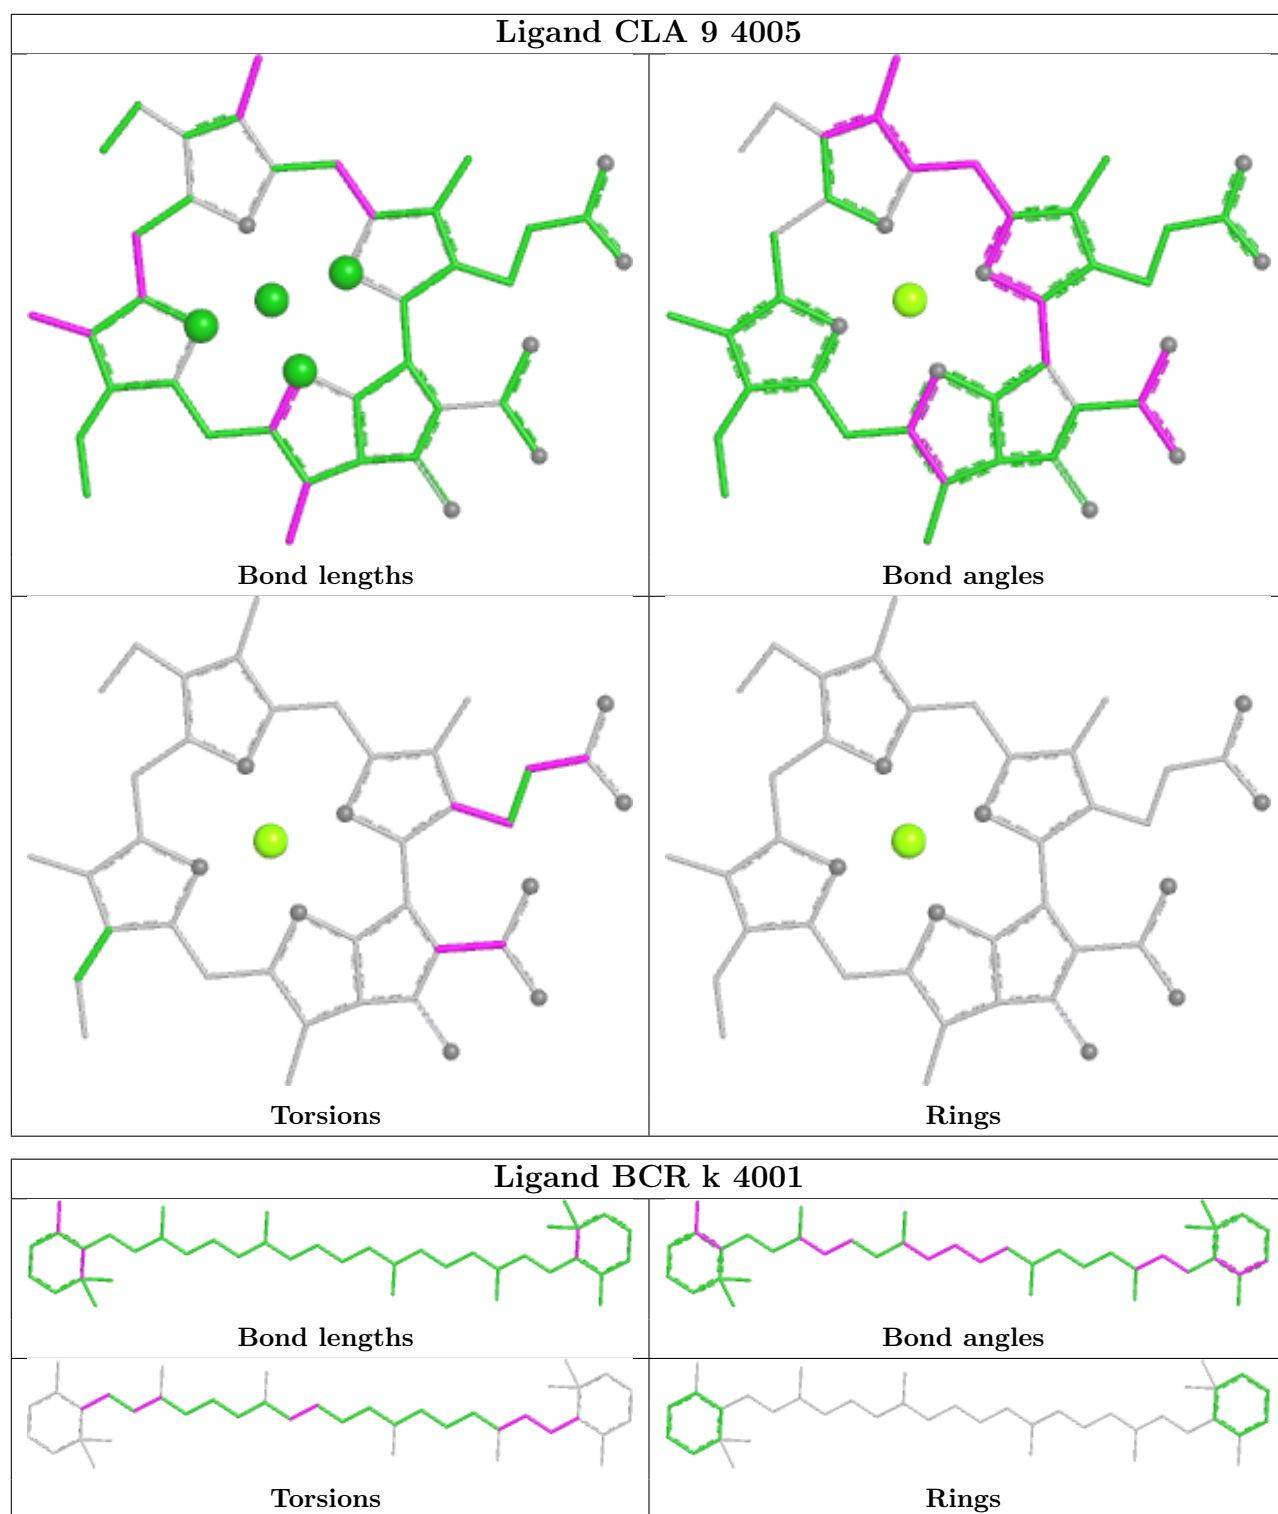 Ligand CLA 9 4005
Bond lengths
Bond angles
Torsions
Rings
Ligand BCR k 4001
Bond lengths
Bond angles
Torsions
Rings